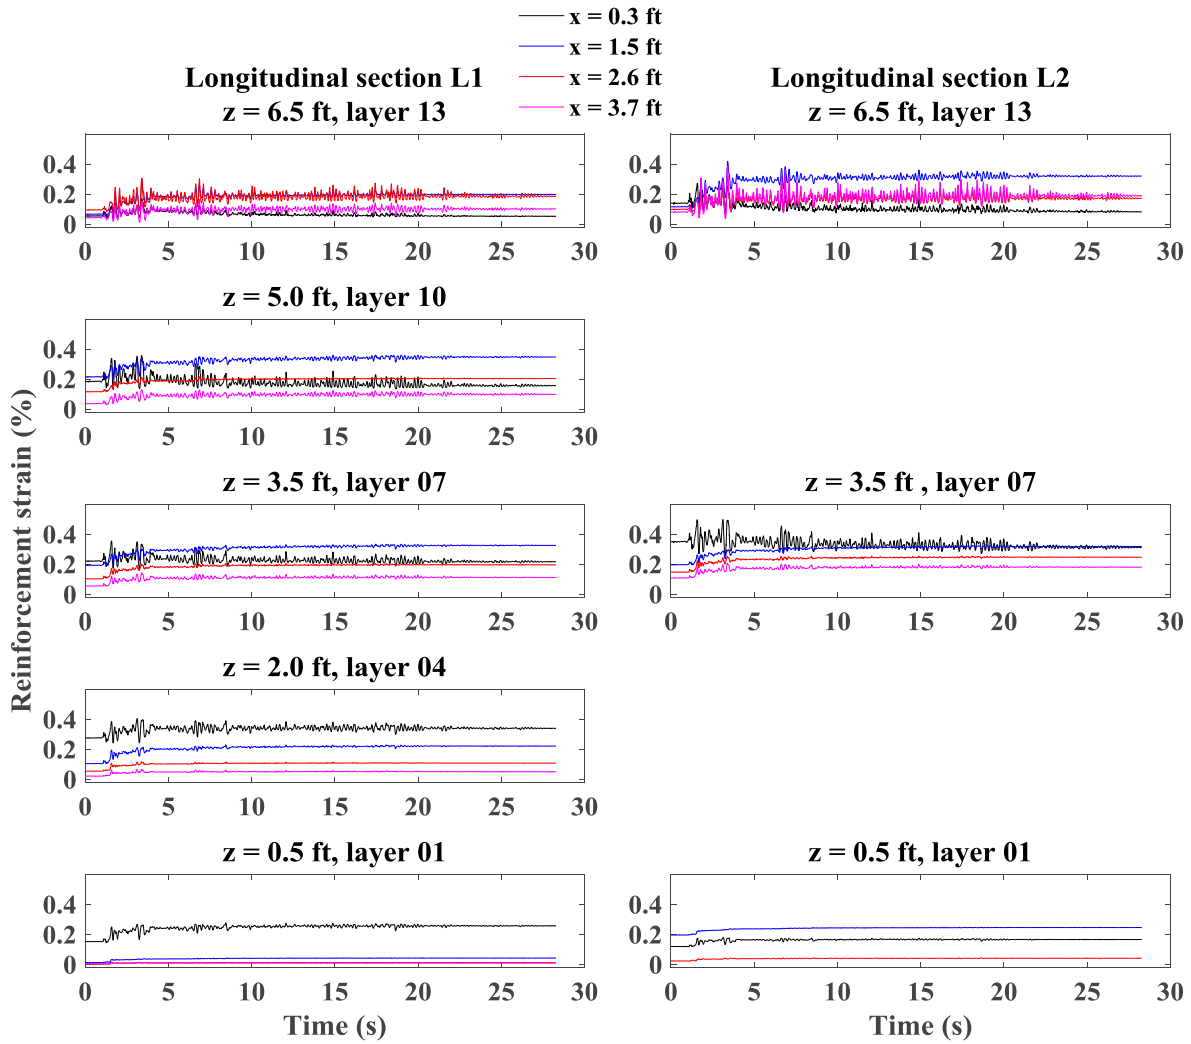 x = 0.3 ft
x = 1.5 ft
x = 2.6 ft
x = 3.7 ft
Longitudinal section L1
z = 6.5 ft, layer 13
0.4
0.2
0
0 5 10 15 20 25 30
Longitudinal section L2
z = 6.5 ft, layer 13
0.4
0.2
0
0 5 10 15 20 25 30
z = 5.0 ft, layer 10
0.4
0.2
0
0 5 10 15 20 25 30
z = 3.5 ft, layer 07
0.4
0.2
0
0 5 10 15 20 25 30
z = 3.5 ft , layer 07
0.4
0.2
0
0 5 10 15 20 25 30
z = 2.0 ft, layer 04
0.4
0.2
0
0 5 10 15 20 25 30
z = 0.5 ft, layer 01
0.4
0.2
0
0 5 10 15 20 25 30
Time (s)
z = 0.5 ft, layer 01
0.4
0.2
0
0 5 10 15 20 25 30
Time (s)
Reinforcement strain (%)